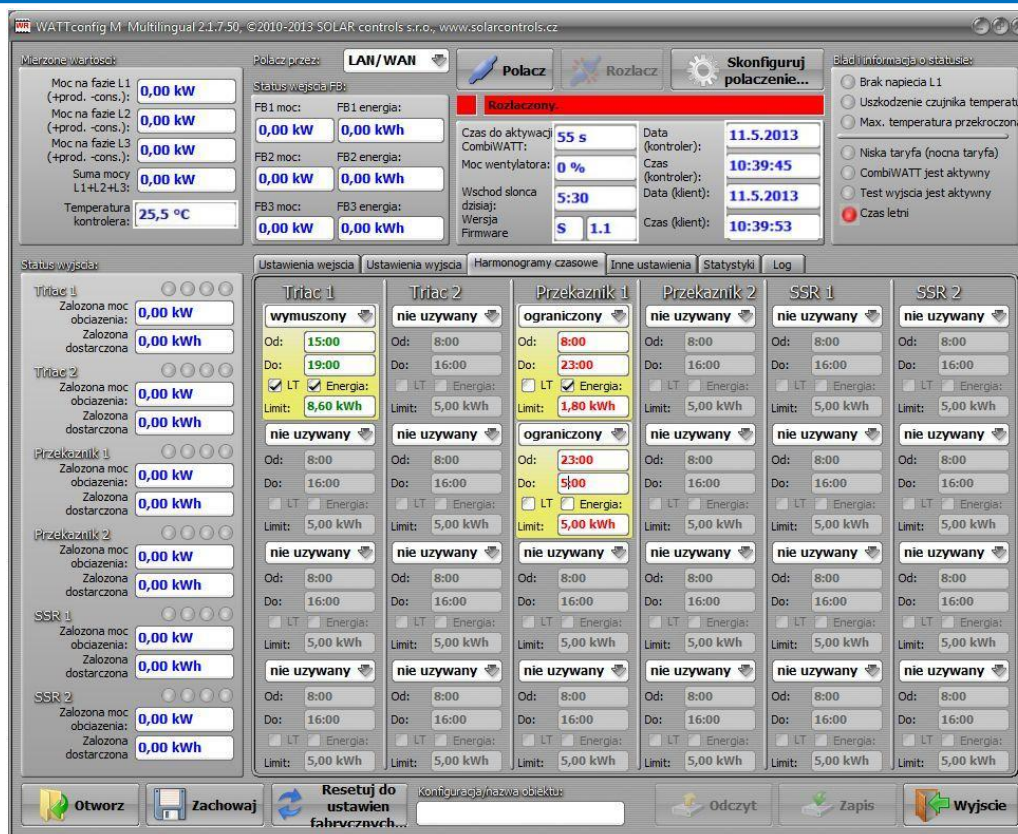 WATTconfig M Multilingual 2.1.7.50, ©2010-2013 SOLAR controls s.r.o., www.solarcontrols.cz
Mierzone wartosci:
Moc na fazie L1 (+prod. -cons.): 0,00 kW
Moc na fazie L2 (+prod. -cons.): 0,00 kW
Moc na fazie L3 (+prod. -cons.): 0,00 kW
Suma mocy L1+L2+L3: 0,00 kW
Temperatura kontrolera: 25,5 °C
Polacz przez: LAN/WAN
Status wejscia FB:
FB1 moc: FB1 energia:
0,00 kW 0,00 kWh
FB2 moc: FB2 energia:
0,00 kW 0,00 kWh
FB3 moc: FB3 energia:
0,00 kW 0,00 kWh
Polacz Rozlacz Skonfiguruj polaczenie...
Rozlaczony.
Czas do aktywacji CombiWATT: 55 s
Moc wentylatora: 0 %
Wschod slonca dzisiaj: 5:30
Wersja Firmware S 1.1
Data (kontroler): 11.5.2013
Czas (kontroler): 10:39:45
Data (klient): 11.5.2013
Czas (klient): 10:39:53
Blad i informacja o statusie:
Brak napiecia L1
Uszkodzenie czujnika temperatu
Max. temperatura przekroczona
Niska taryfa (nocna taryfa)
CombiWATT jest aktywny
Test wyjscia jest aktywny
Czas letni
Status wyjscia:
Triac 1
Zalozona moc obciazenia: 0,00 kW
Zalozona dostarczona 0,00 kWh
Triac 2
Zalozona moc obciazenia: 0,00 kW
Zalozona dostarczona 0,00 kWh
Przekaznik 1
Zalozona moc obciazenia: 0,00 kW
Zalozona dostarczona 0,00 kWh
Przekaznik 2
Zalozona moc obciazenia: 0,00 kW
Zalozona dostarczona 0,00 kWh
SSR 1
Zalozona moc obciazenia: 0,00 kW
Zalozona dostarczona 0,00 kWh
SSR 2
Zalozona moc obciazenia: 0,00 kW
Zalozona dostarczona 0,00 kWh
Ustawienia wejscia Ustawienia wyjscia Harmonogramy czasowe Inne ustawienia Statystyki Log
Triac 1 Triac 2 Przekaznik 1 Przekaznik 2 SSR 1 SSR 2
wymuszony nie uzywany ograniczony nie uzywany nie uzywany nie uzywany
Od: 15:00 Od: 8:00 Od: 8:00 Od: 8:00 Od: 8:00 Od: 8:00
Do: 19:00 Do: 16:00 Do: 23:00 Do: 16:00 Do: 16:00 Do: 16:00
LT Energia: LT Energia: LT Energia: LT Energia: LT Energia: LT Energia:
Limit: 8,60 kWh Limit: 5,00 kWh Limit: 1,80 kWh Limit: 5,00 kWh Limit: 5,00 kWh Limit: 5,00 kWh
nie uzywany nie uzywany ograniczony nie uzywany nie uzywany nie uzywany
Od: 8:00 Od: 8:00 Od: 23:00 Od: 8:00 Od: 8:00 Od: 8:00
Do: 16:00 Do: 16:00 Do: 5:00 Do: 16:00 Do: 16:00 Do: 16:00
LT Energia: LT Energia: LT Energia: LT Energia: LT Energia: LT Energia:
Limit: 5,00 kWh Limit: 5,00 kWh Limit: 5,00 kWh Limit: 5,00 kWh Limit: 5,00 kWh Limit: 5,00 kWh
nie uzywany nie uzywany nie uzywany nie uzywany nie uzywany nie uzywany
Od: 8:00 Od: 8:00 Od: 8:00 Od: 8:00 Od: 8:00 Od: 8:00
Do: 16:00 Do: 16:00 Do: 16:00 Do: 16:00 Do: 16:00 Do: 16:00
LT Energia: LT Energia: LT Energia: LT Energia: LT Energia: LT Energia:
Limit: 5,00 kWh Limit: 5,00 kWh Limit: 5,00 kWh Limit: 5,00 kWh Limit: 5,00 kWh Limit: 5,00 kWh
nie uzywany nie uzywany nie uzywany nie uzywany nie uzywany nie uzywany
Od: 8:00 Od: 8:00 Od: 8:00 Od: 8:00 Od: 8:00 Od: 8:00
Do: 16:00 Do: 16:00 Do: 16:00 Do: 16:00 Do: 16:00 Do: 16:00
LT Energia: LT Energia: LT Energia: LT Energia: LT Energia: LT Energia:
Limit: 5,00 kWh Limit: 5,00 kWh Limit: 5,00 kWh Limit: 5,00 kWh Limit: 5,00 kWh Limit: 5,00 kWh
Otworz Zachowaj Resetuj do ustawien fabrycznych... Konfiguracja/nazwa obiektu: Odczyt Zapis Wyjscie